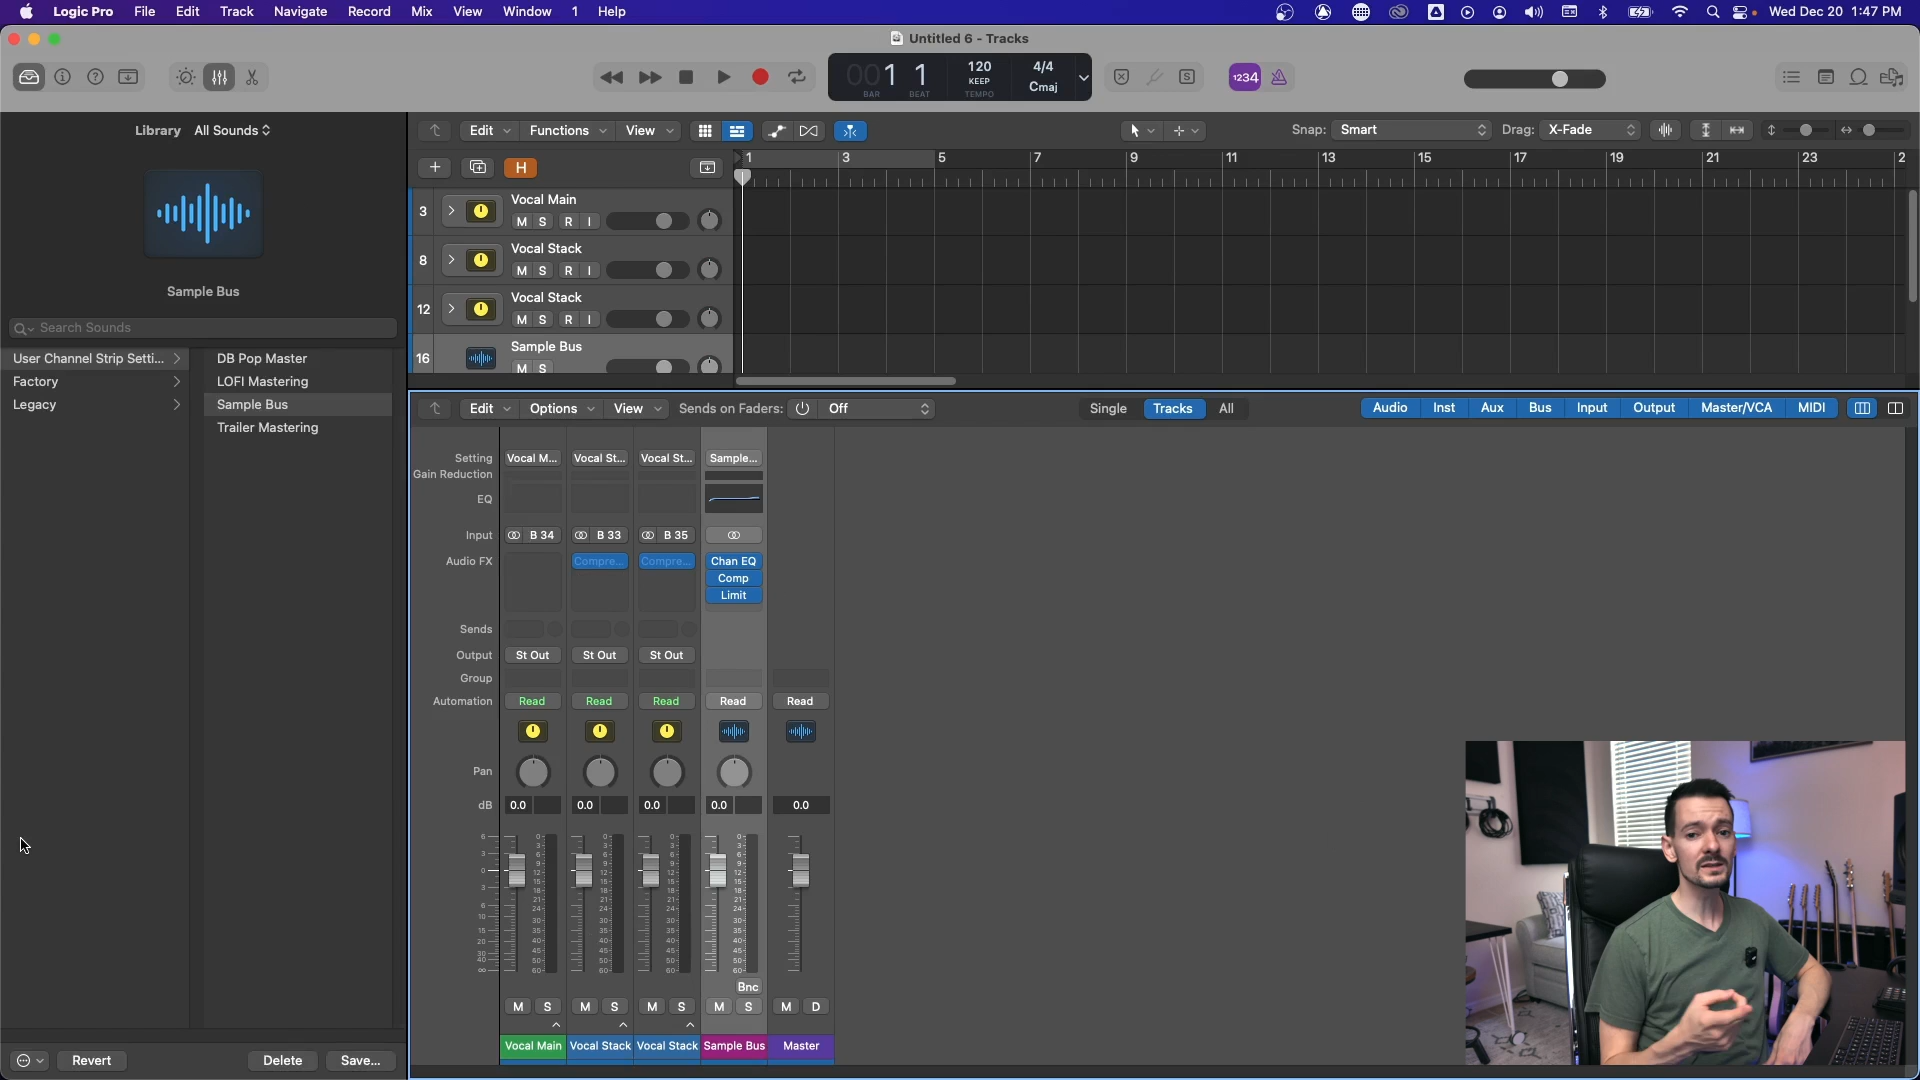 Logic Pro File Edit Track Navigate Record Mix View Window 1 Help
Wed Dec 20 1:47 PM
Untitled 6 - Tracks
001 1 120 4/4
KEEP Cmaj
BAR BEAT TEMPO
S 1234
Library All Sounds
Edit Functions View
Snap: Smart Drag: X-Fade
H
1 3 5 7 9 11 13 15 17 19 21 23 2
3 Vocal Main
M S R I
8 Vocal Stack
M S R I
12 Vocal Stack
M S R I
16 Sample Bus
M S
Sample Bus
Search Sounds
User Channel Strip Setti...
Factory
Legacy
DB Pop Master
LOFI Mastering
Sample Bus
Trailer Mastering
Edit Options View Sends on Faders: Off Single Tracks All Audio Inst Aux Bus Input Output Master/VCA MIDI
Setting Vocal M... Vocal St... Vocal St... Sample...
Gain Reduction
EQ
Input B 34 B 33 B 35
Audio FX Compre... Compre... Chan EQ
Comp
Limit
Sends
Output St Out St Out St Out
Group
Automation Read Read Read Read Read
Pan
dB 0.0 0.0 0.0 0.0 0.0
Bnc
M S M S M S M S M D
Vocal Main Vocal Stack Vocal Stack Sample Bus Master
Revert Delete Save...